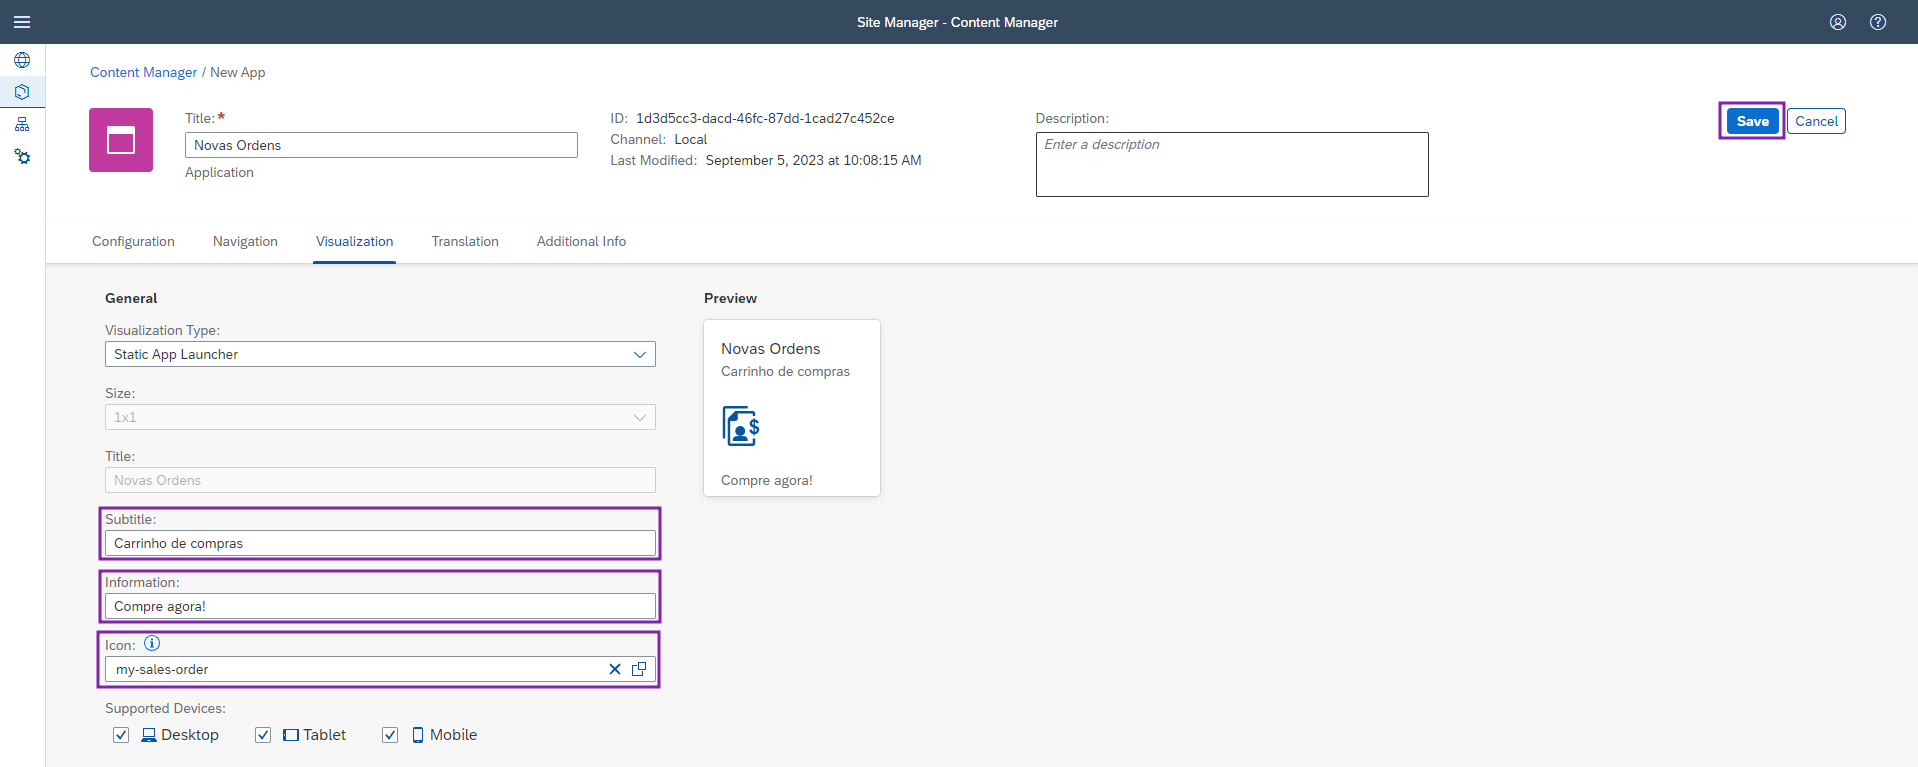 Site Manager - Content Manager
Content Manager / New App
Title:*
Novas Ordens
Application
ID: 1d3d5cc3-dacd-46fc-87dd-1cad27c452ce
Channel: Local
Last Modified: September 5, 2023 at 10:08:15 AM
Description:
Enter a description
Save
Cancel
Configuration
Navigation
Visualization
Translation
Additional Info
General
Visualization Type:
Static App Launcher
Size:
1x1
Title:
Novas Ordens
Subtitle:
Carrinho de compras
Information:
Compre agora!
Icon:
my-sales-order
Supported Devices:
Desktop
Tablet
Mobile
Preview
Novas Ordens
Carrinho de compras
Compre agora!